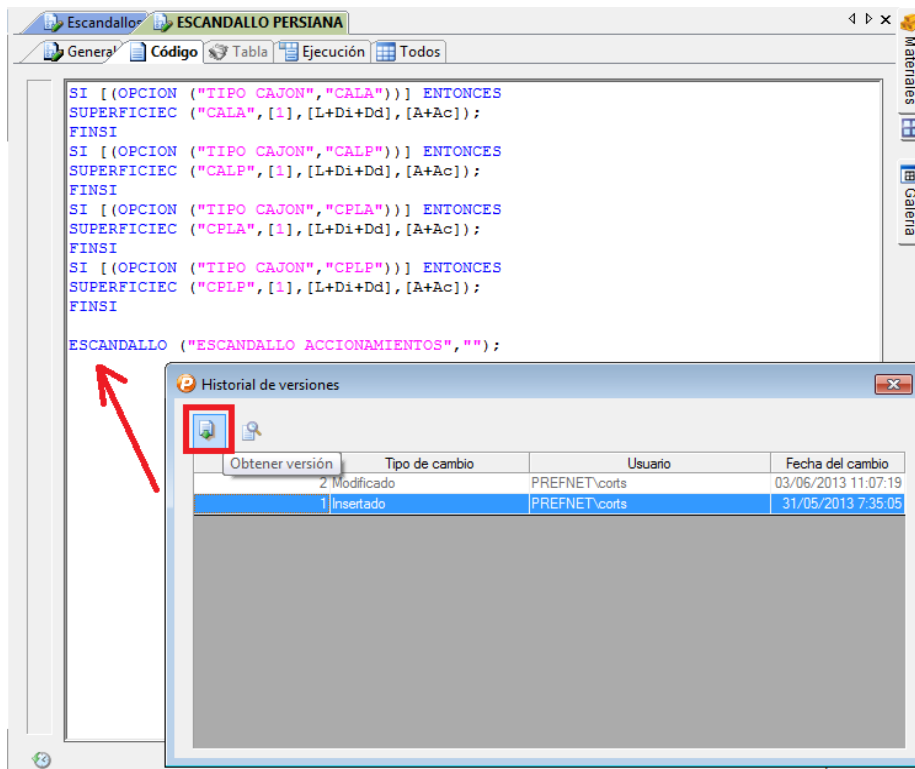 Escandallos ESCANDALLO PERSIANA
General Código Tabla Ejecución Todos
Materiales
Galería
SI [(OPCION ("TIPO CAJON","CALA"))] ENTONCES
SUPERFICIEC ("CALA",[1],[L+Di+Dd],[A+Ac]);
FINSI
SI [(OPCION ("TIPO CAJON","CALP"))] ENTONCES
SUPERFICIEC ("CALP",[1],[L+Di+Dd],[A+Ac]);
FINSI
SI [(OPCION ("TIPO CAJON","CPLA"))] ENTONCES
SUPERFICIEC ("CPLA",[1],[L+Di+Dd],[A+Ac]);
FINSI
SI [(OPCION ("TIPO CAJON","CPLP"))] ENTONCES
SUPERFICIEC ("CPLP",[1],[L+Di+Dd],[A+Ac]);
FINSI
ESCANDALLO ("ESCANDALLO ACCIONAMIENTOS","");
Historial de versiones
Obtener versión
Tipo de cambio Usuario Fecha del cambio
2 Modificado PREFNET\corts 03/06/2013 11:07:19
1 Insertado PREFNET\corts 31/05/2013 7:35:05